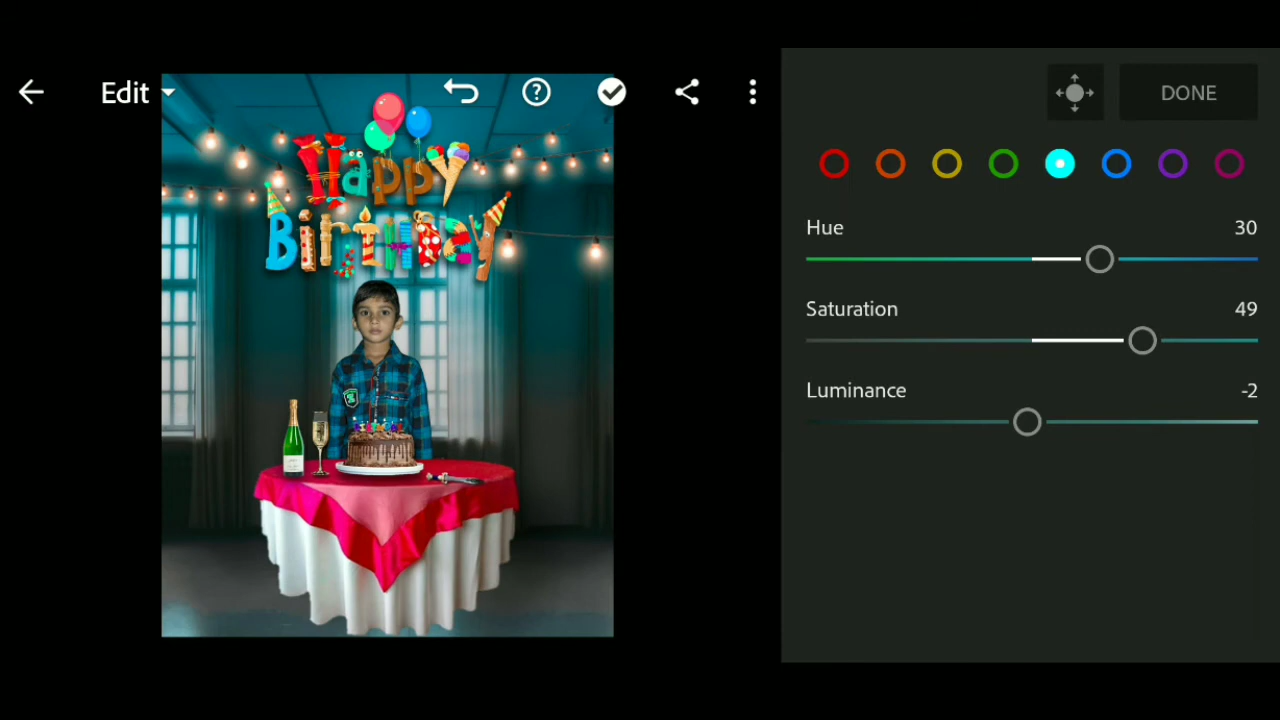 Edit
DONE
Happy
Birthday
Hue 30
Saturation 49
Luminance -2